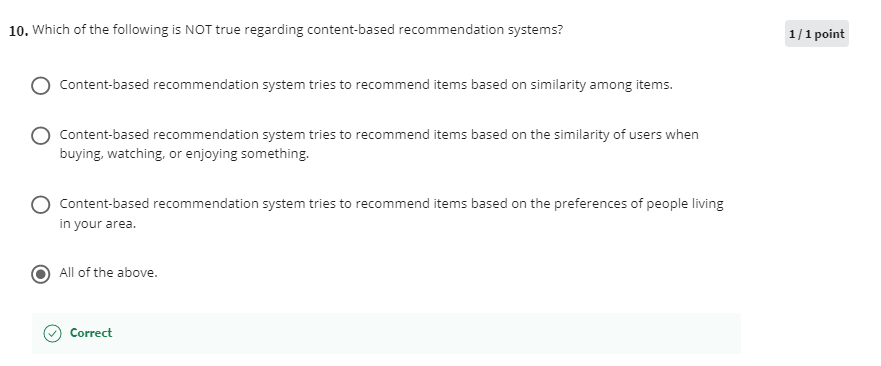 10. Which of the following is NOT true regarding content-based recommendation systems?
1 / 1 point
Content-based recommendation system tries to recommend items based on similarity among items.
Content-based recommendation system tries to recommend items based on the similarity of users when
buying, watching, or enjoying something.
Content-based recommendation system tries to recommend items based on the preferences of people living
in your area.
All of the above.
Correct